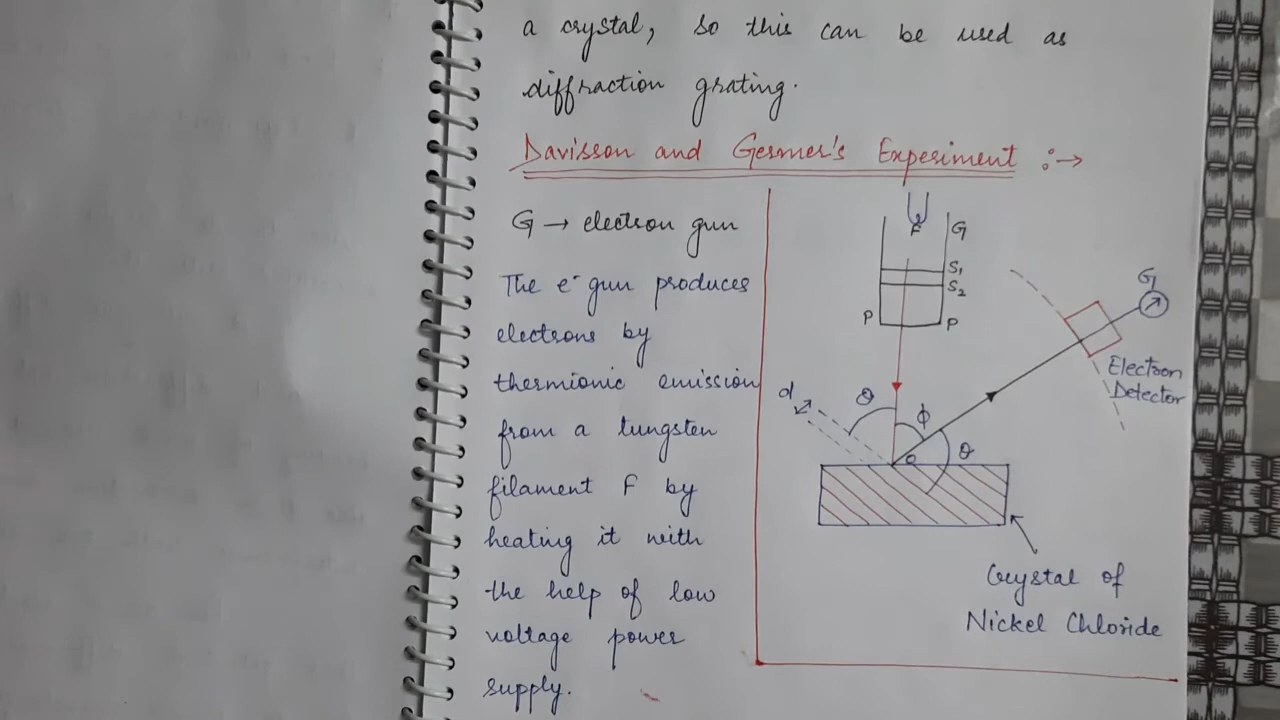 a crystal, so this can be used as
diffraction grating.
Davisson and Germer's Experiment :→
G → electron gun
The e⁻ gun produces
electrons by
thermionic emission
from a tungsten
filament F by
heating it with
the help of low
voltage power
supply.
F G
S₁
S₂
P P
G
Electron
Detector
d θ ϕ
θ
Crystal of
Nickel Chloride